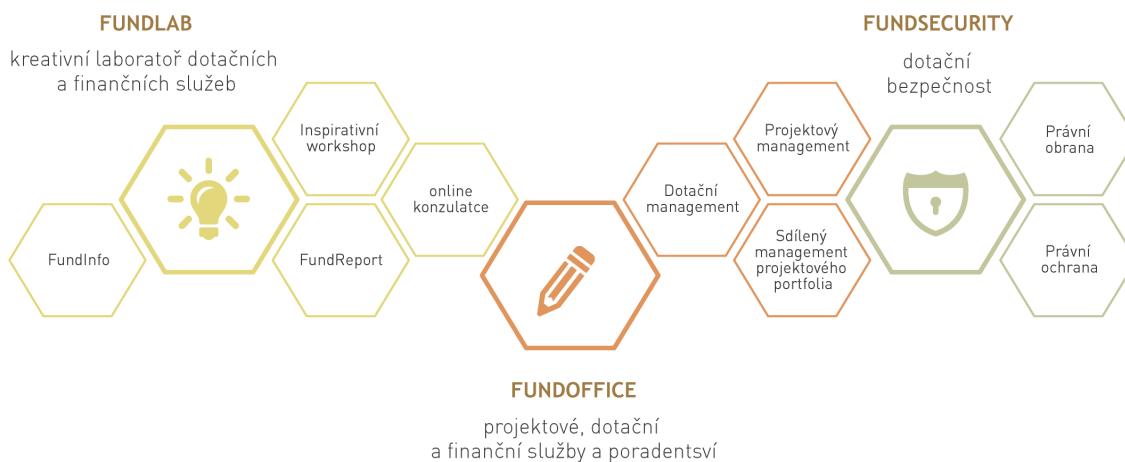 FUNDLAB
kreativní laboratoř dotačních
a finančních služeb
FundInfo
Inspirativní
workshop
FundReport
online
konzulatce
FUNDOFFICE
projektové, dotační
a finanční služby a poradentsví
Dotační
management
Projektový
management
Sdílený
management
projektového
portfolia
FUNDSECURITY
dotační
bezpečnost
Právní
obrana
Právní
ochrana